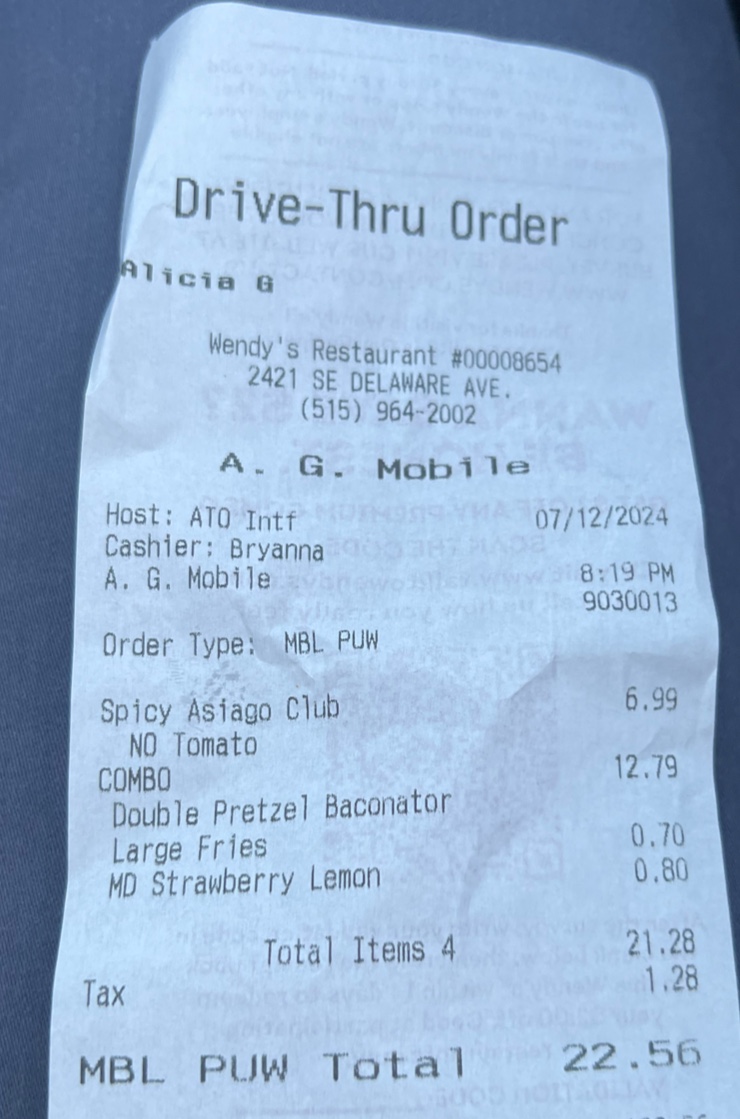 Drive-Thru Order
Alicia G
Wendy's Restaurant #00008654
2421 SE DELAWARE AVE.
(515) 964-2002
A. G. Mobile
Host: ATO Intf 07/12/2024
Cashier: Bryanna
A. G. Mobile 8:19 PM
9030013
Order Type: MBL PUW
Spicy Asiago Club 6.99
NO Tomato
COMBO 12.79
Double Pretzel Baconator
Large Fries 0.70
MD Strawberry Lemon 0.80
Total Items 4 21.28
Tax 1.28
MBL PUW Total 22.56